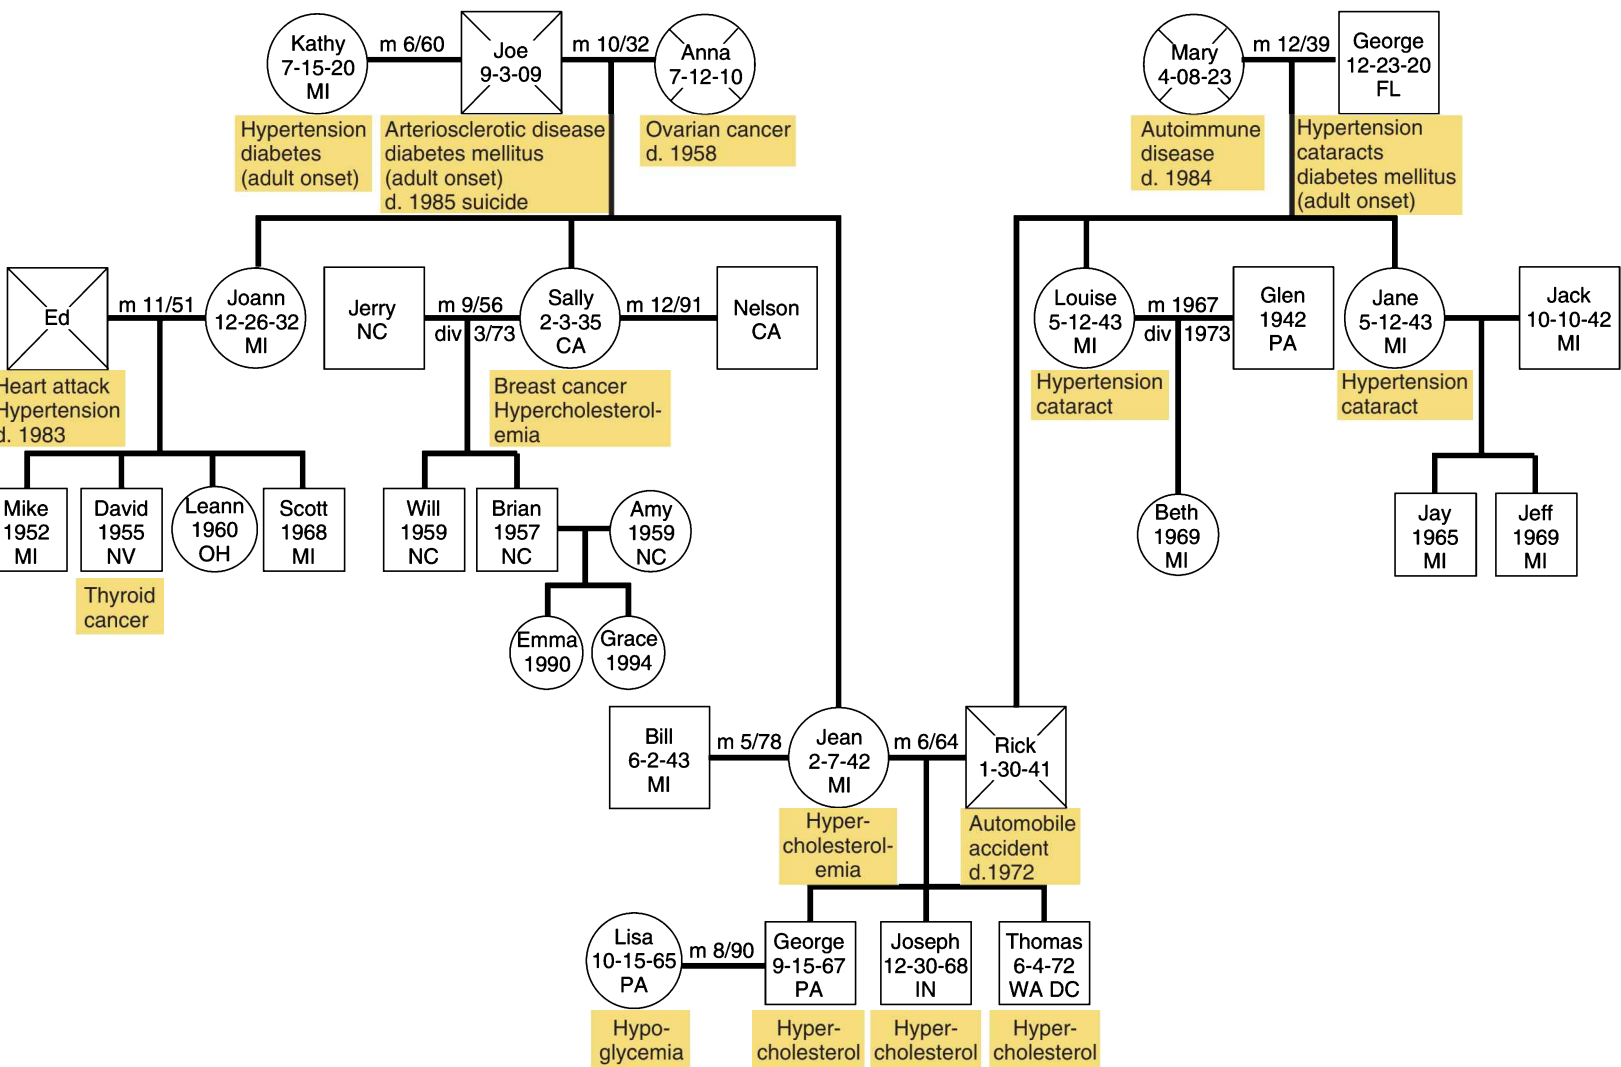 Kathy
7-15-20
MI
m 6/60
Joe
9-3-09
m 10/32
Anna
7-12-10
Mary
4-08-23
m 12/39
George
12-23-20
FL
Hypertension
diabetes
(adult onset)
Arteriosclerotic disease
diabetes mellitus
(adult onset)
d. 1985 suicide
Ovarian cancer
d. 1958
Autoimmune
disease
d. 1984
Hypertension
cataracts
diabetes mellitus
(adult onset)
Ed
m 11/51
Joann
12-26-32
MI
Jerry
NC
m 9/56
div 3/73
Sally
2-3-35
CA
m 12/91
Nelson
CA
Louise
5-12-43
MI
m 1967
div 1973
Glen
1942
PA
Jane
5-12-43
MI
Jack
10-10-42
MI
Heart attack
Hypertension
d. 1983
Breast cancer
Hypercholesterol-
emia
Hypertension
cataract
Hypertension
cataract
Mike
1952
MI
David
1955
NV
Leann
1960
OH
Scott
1968
MI
Will
1959
NC
Brian
1957
NC
Amy
1959
NC
Beth
1969
MI
Jay
1965
MI
Jeff
1969
MI
Thyroid
cancer
Emma
1990
Grace
1994
Bill
6-2-43
MI
m 5/78
Jean
2-7-42
MI
m 6/64
Rick
1-30-41
Hyper-
cholesterol-
emia
Automobile
accident
d.1972
Lisa
10-15-65
PA
m 8/90
George
9-15-67
PA
Joseph
12-30-68
IN
Thomas
6-4-72
WA DC
Hypo-
glycemia
Hyper-
cholesterol
Hyper-
cholesterol
Hyper-
cholesterol